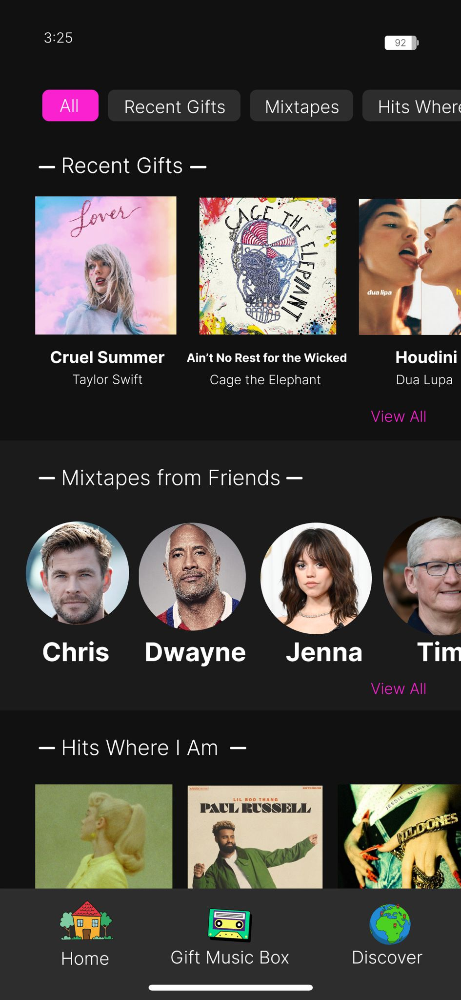 3:25
92
All
Recent Gifts
Mixtapes
Hits Where
Recent Gifts
Lover
CAGE THE ELEPHANT
dua lipa
h
Cruel Summer
Ain't No Rest for the Wicked
Houdini
Taylor Swift
Cage the Elephant
Dua Lupa
View All
Mixtapes from Friends
Chris
Dwayne
Jenna
Tim
View All
Hits Where I Am
ARISTA
STEREO
LIL BOO THANG
PAUL RUSSELL
JESSIE MURPH
WILD ONES
Home
Gift Music Box
Discover